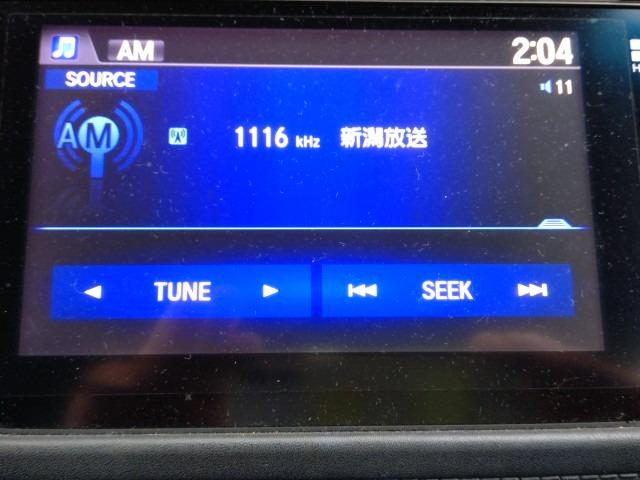 AM
2:04
SOURCE
11
AM
1116 kHz 新潟放送
TUNE
SEEK
H